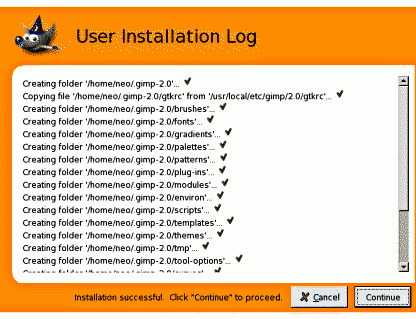 User Installation Log
Creating folder '/home/neo/.gimp-2.0'...
Copying file '/home/neo/.gimp-2.0/gtkrc' from '/usr/local/etc/gimp/2.0/gtkrc'...
Creating folder '/home/neo/.gimp-2.0/brushes'...
Creating folder '/home/neo/.gimp-2.0/fonts'...
Creating folder '/home/neo/.gimp-2.0/gradients'...
Creating folder '/home/neo/.gimp-2.0/palettes'...
Creating folder '/home/neo/.gimp-2.0/patterns'...
Creating folder '/home/neo/.gimp-2.0/plug-ins'...
Creating folder '/home/neo/.gimp-2.0/modules'...
Creating folder '/home/neo/.gimp-2.0/environ'...
Creating folder '/home/neo/.gimp-2.0/scripts'...
Creating folder '/home/neo/.gimp-2.0/templates'...
Creating folder '/home/neo/.gimp-2.0/themes'...
Creating folder '/home/neo/.gimp-2.0/tmp'...
Creating folder '/home/neo/.gimp-2.0/tool-options'...
Creating folder
Installation successful. Click "Continue" to proceed.
Cancel
Continue